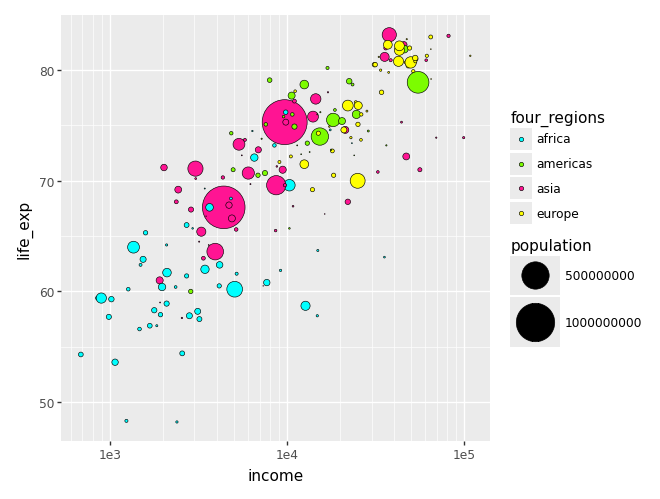 80
70
60
50
life_exp
1e3
1e4
1e5
income
four_regions
africa
americas
asia
europe
population
500000000
1000000000